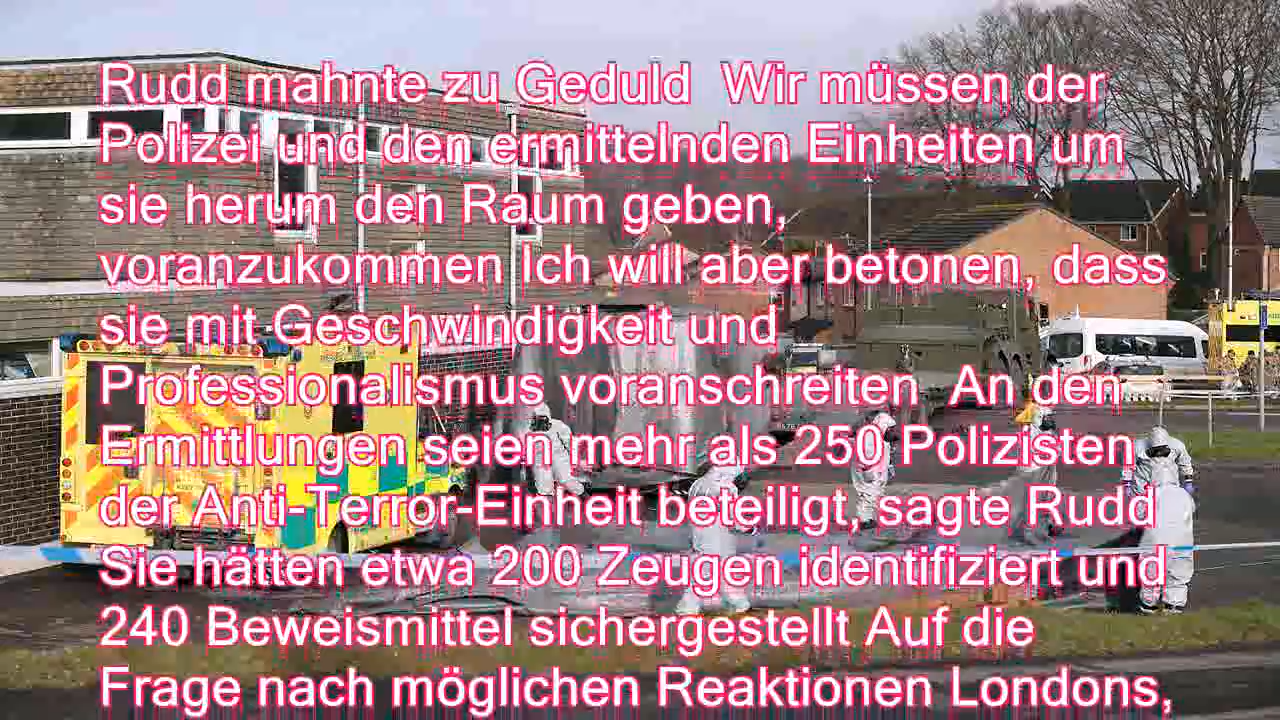 Rudd mahnte zu Geduld  Wir müssen der
Polizei und den ermittelnden Einheiten um
sie herum den Raum geben,
voranzukommen Ich will aber betonen, dass
sie mit Geschwindigkeit und
Professionalismus voranschreiten  An den
Ermittlungen seien mehr als 250 Polizisten
der Anti-Terror-Einheit beteiligt, sagte Rudd
Sie hätten etwa 200 Zeugen identifiziert und
240 Beweismittel sichergestellt Auf die
Frage nach möglichen Reaktionen Londons,